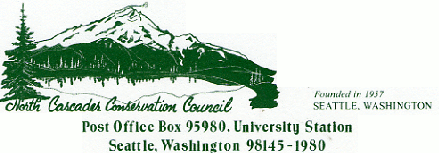 North Cascades Conservation Council
Founded in 1957
SEATTLE, WASHINGTON
Post Office Box 95980, University Station
Seattle, Washington 98145-1980